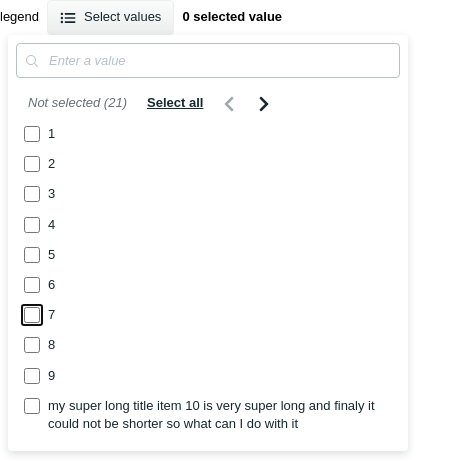 legend Select values 0 selected value
Enter a value
Not selected (21) Select all
1
2
3
4
5
6
7
8
9
my super long title item 10 is very super long and finaly it
could not be shorter so what can I do with it